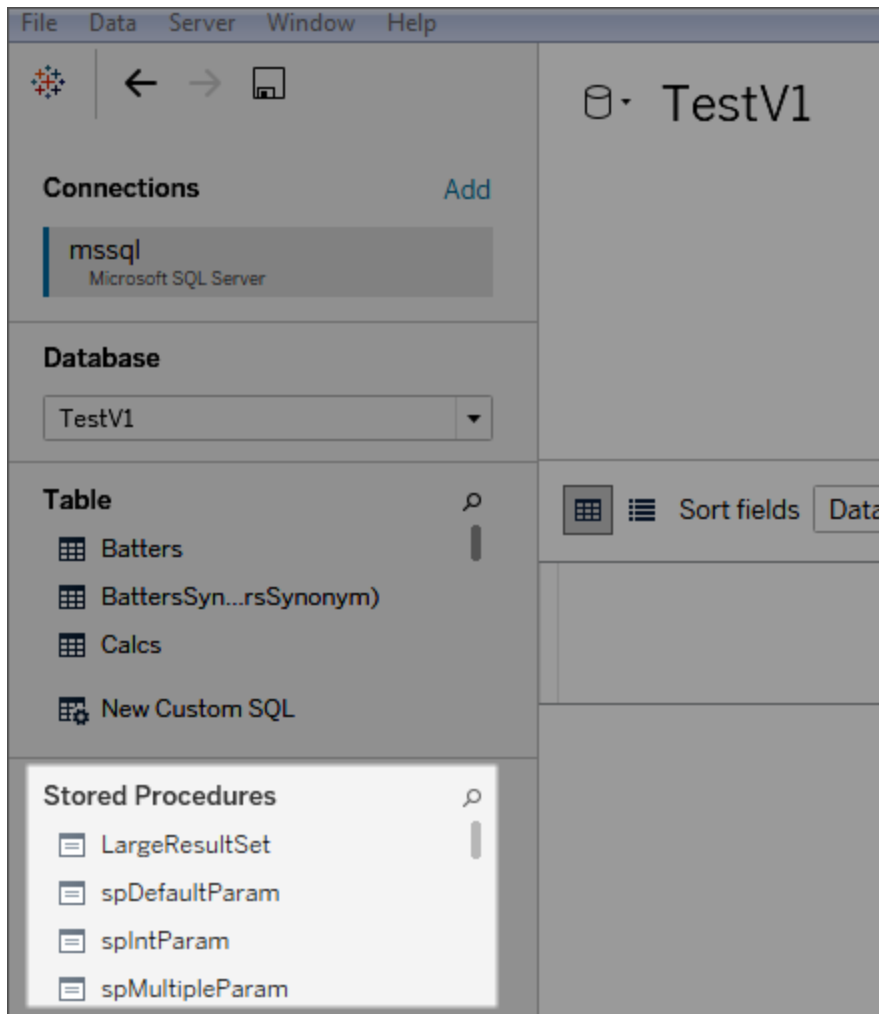 File Data Server Window Help
TestV1
Connections Add
mssql
Microsoft SQL Server
Database
TestV1
Table
Batters
BattersSyn...rsSynonym)
Calcs
New Custom SQL
Sort fields Data
Stored Procedures
LargeResultSet
spDefaultParam
spIntParam
spMultipleParam